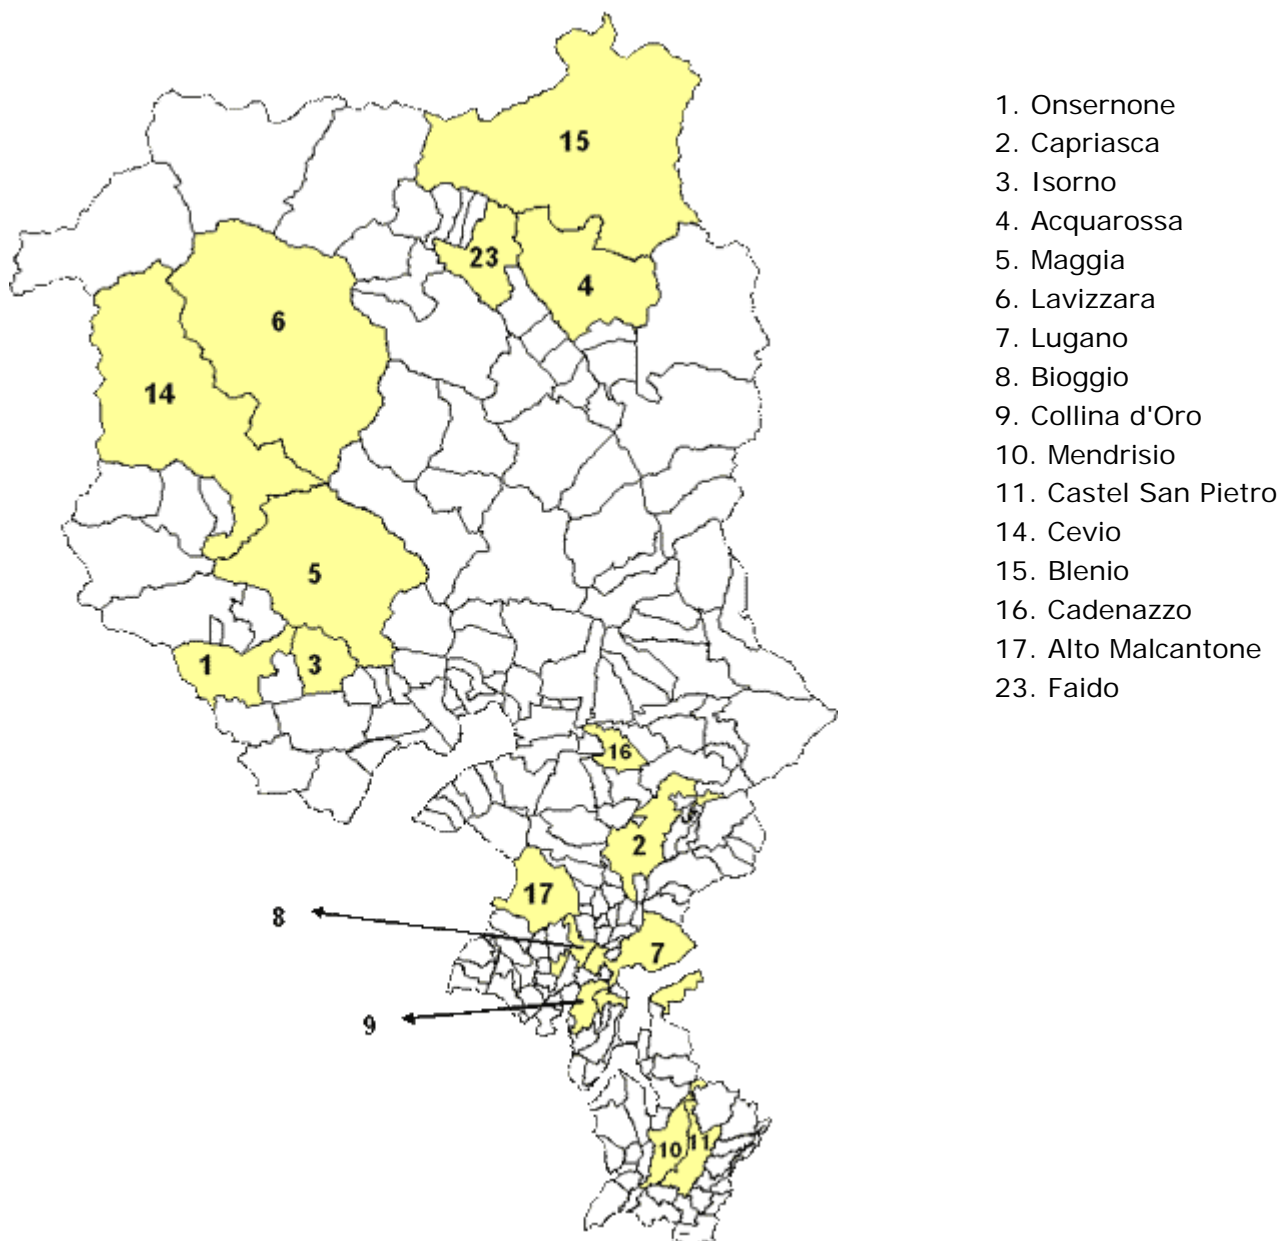 15
23
4
6
14
5
1
3
16
2
17
8
7
9
10
11
1. Onsernone
2. Capriasca
3. Isorno
4. Acquarossa
5. Maggia
6. Lavizzara
7. Lugano
8. Bioggio
9. Collina d'Oro
10. Mendrisio
11. Castel San Pietro
14. Cevio
15. Blenio
16. Cadenazzo
17. Alto Malcantone
23. Faido